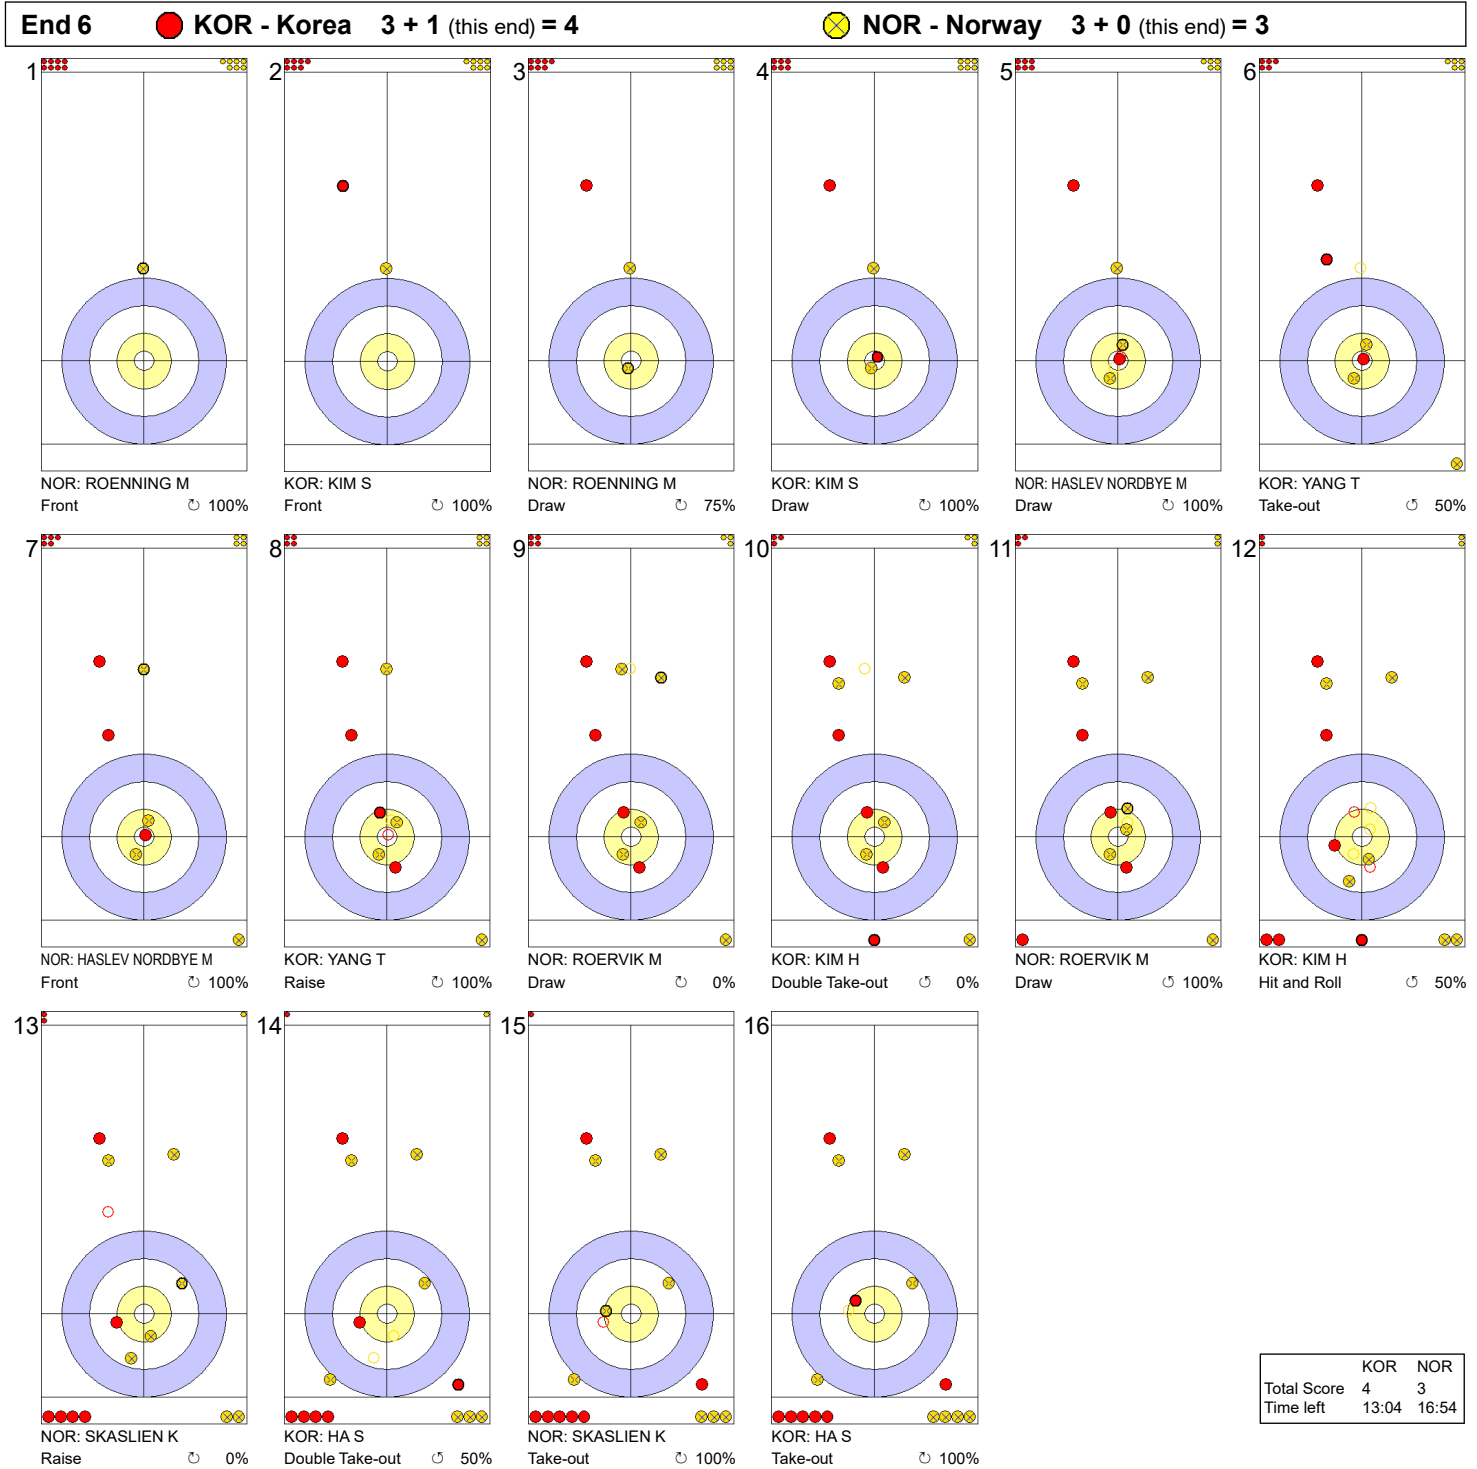 End 6 KOR - Korea 3 + 1 (this end) = 4 NOR - Norway 3 + 0 (this end) = 3
1 2 3 4 5 6
NOR: ROENNING M KOR: KIM S NOR: ROENNING M KOR: KIM S NOR: HASLEV NORDBYE M KOR: YANG T
Front ↻ 100% Front ↻ 100% Draw ↻ 75% Draw ↻ 100% Draw ↻ 100% Take-out ↺ 50%
7 8 9 10 11 12
NOR: HASLEV NORDBYE M KOR: YANG T NOR: ROERVIK M KOR: KIM H NOR: ROERVIK M KOR: KIM H
Front ↻ 100% Raise ↻ 100% Draw ↻ 0% Double Take-out ↺ 0% Draw ↻ 100% Hit and Roll ↺ 50%
13 14 15 16
KOR NOR
Total Score 4 3
Time left 13:04 16:54
NOR: SKASLIEN K KOR: HA S NOR: SKASLIEN K KOR: HA S
Raise ↻ 0% Double Take-out ↺ 50% Take-out ↻ 100% Take-out ↻ 100%